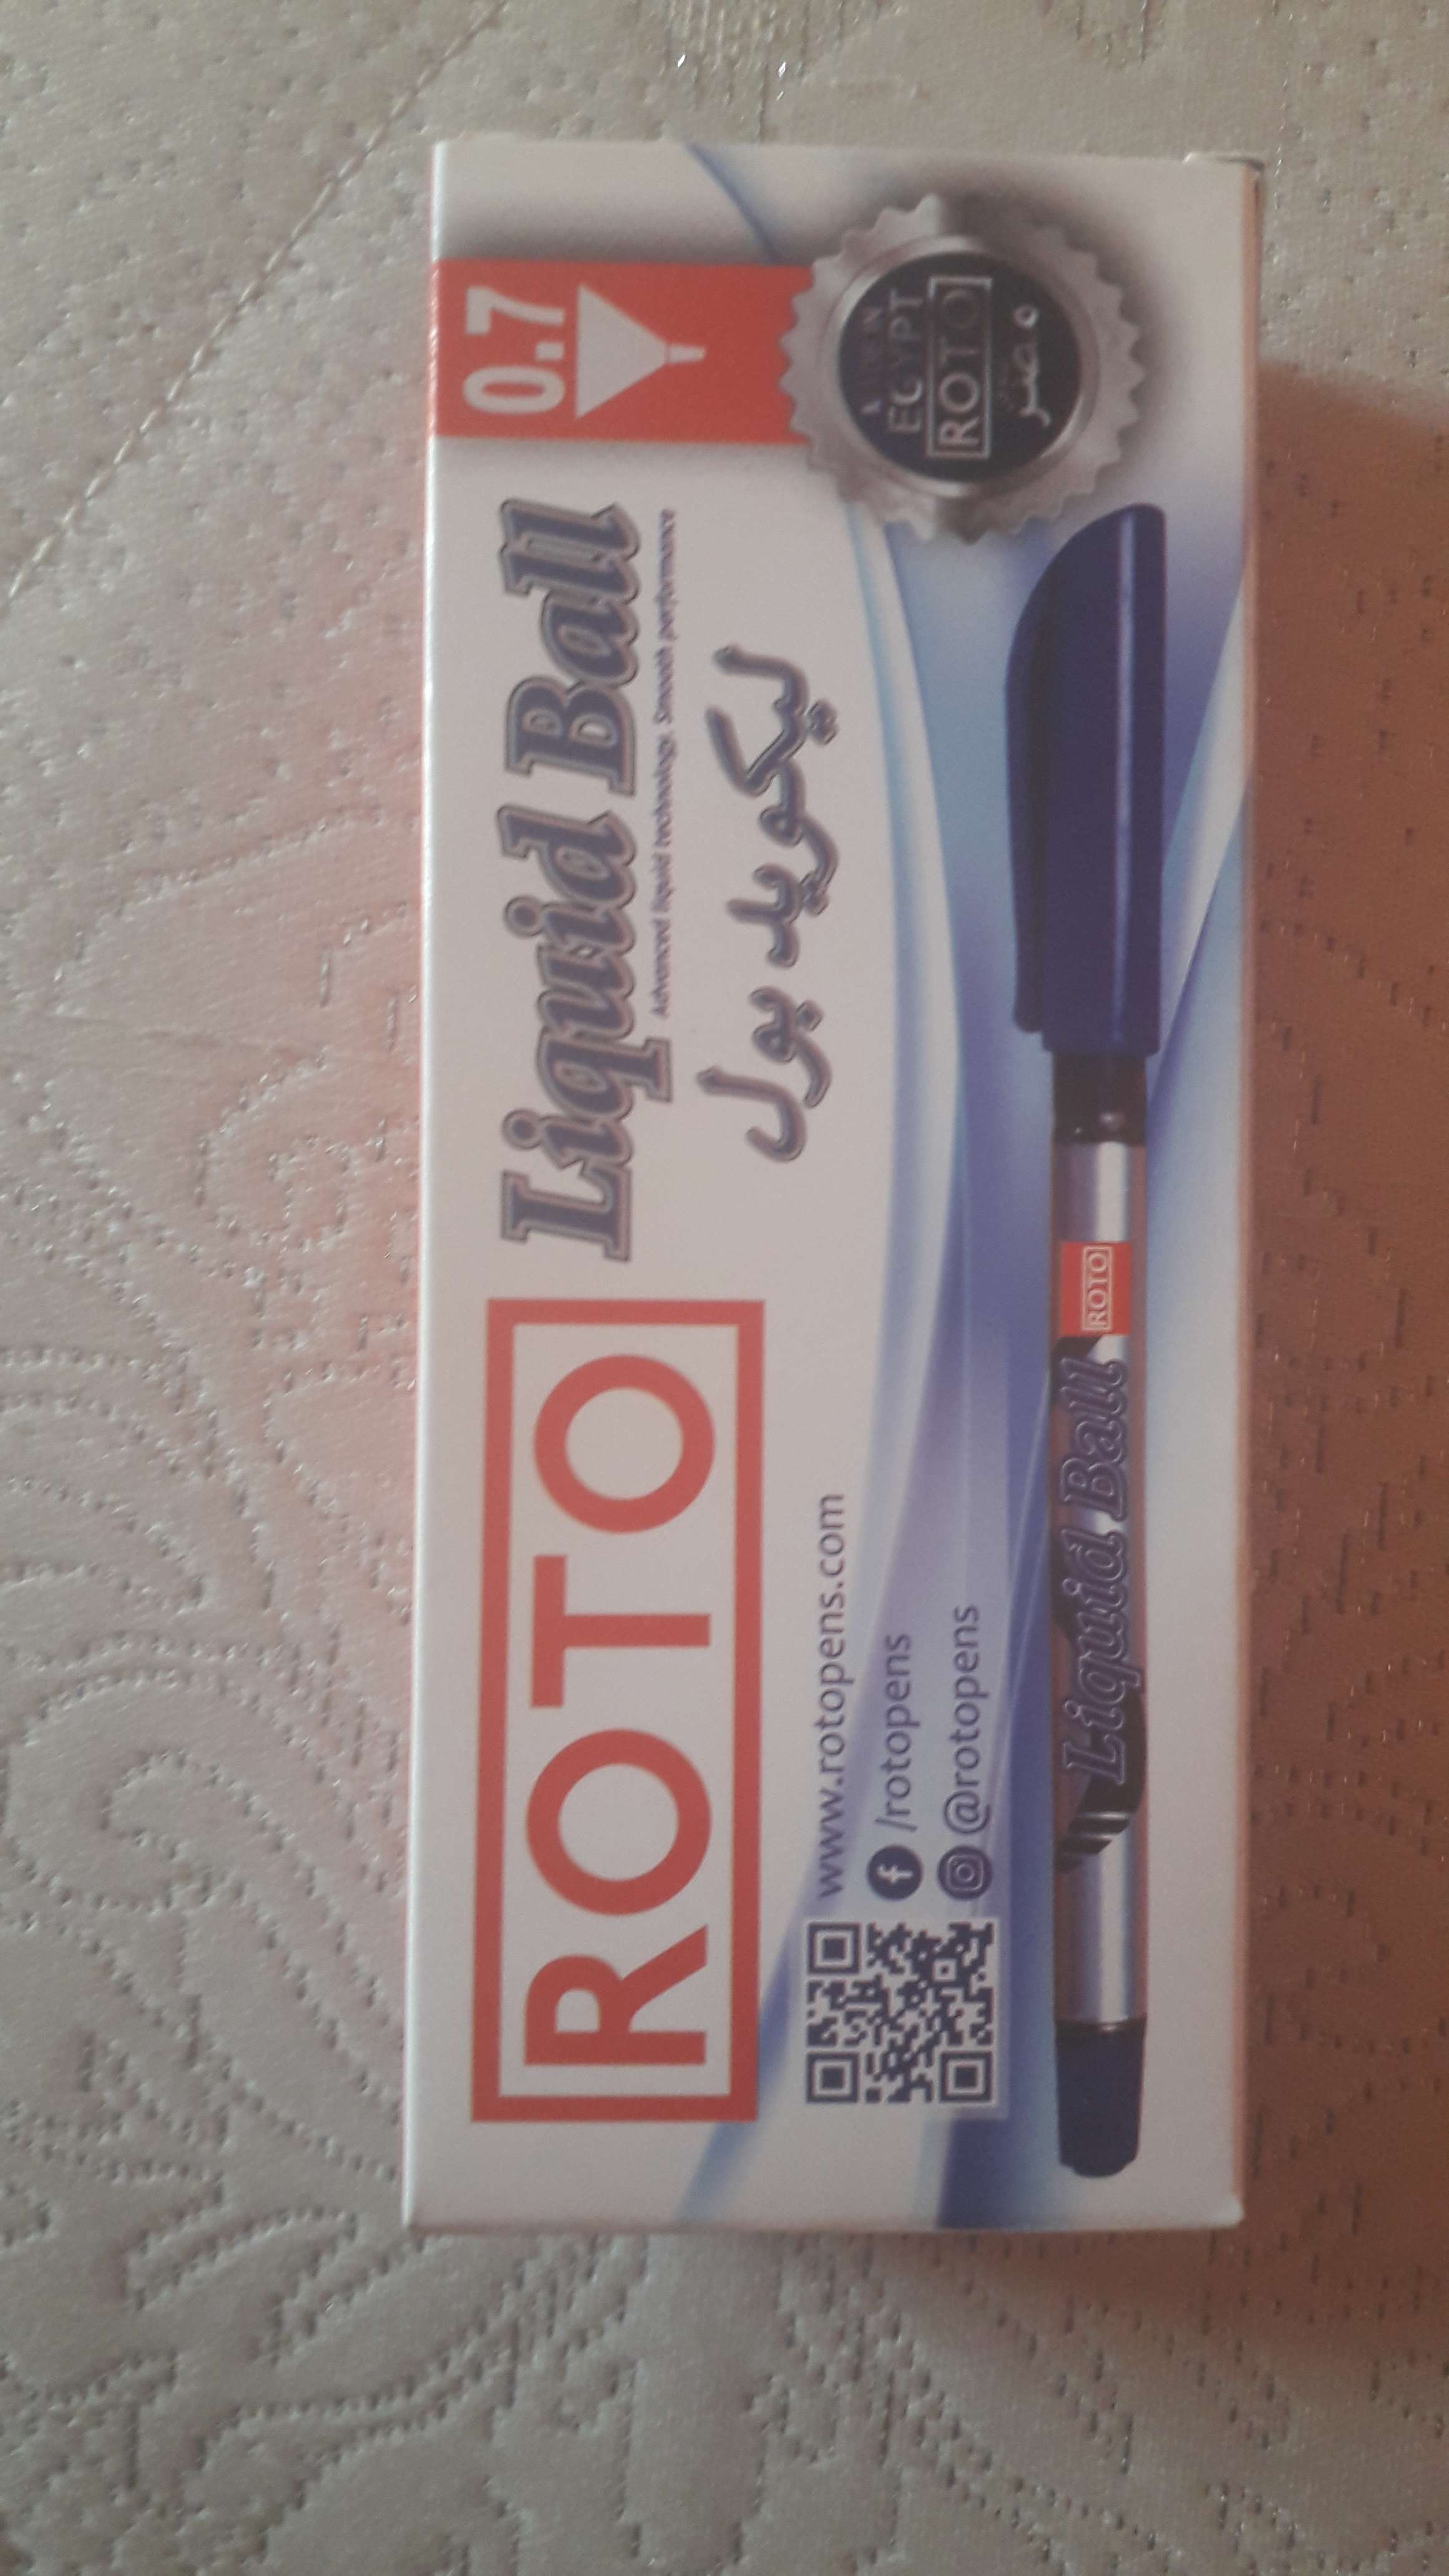 ROTO
Liquid Ball
Advanced liquid technology, Smooth performance
ليكويد بول
0.7
EGYPT
ROTO
مصر
www.rotopens.com
/rotopens
@rotopens
Liquid Ball
ROTO